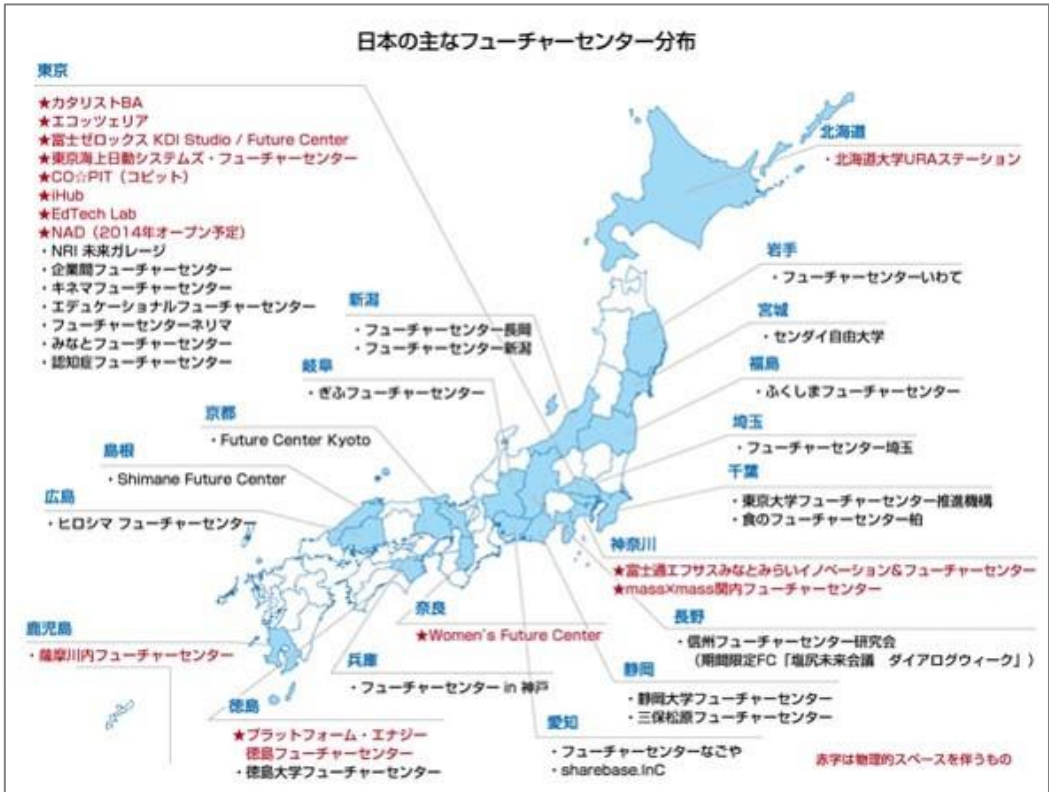 日本の主なフューチャーセンター分布
東京
★カタリストBA
★エコッツェリア
★富士ゼロックス KDI Studio / Future Center
★東京海上日動システムズ・フューチャーセンター
★CO☆PIT（コピット）
★iHub
★EdTech Lab
★NAD（2014年オープン予定）
・NRI 未来ガレージ
・企業間フューチャーセンター
・キネマフューチャーセンター
・エデュケーショナルフューチャーセンター
・フューチャーセンターネリマ
・みなとフューチャーセンター
・認知症フューチャーセンター
北海道
・北海道大学URAステーション
岩手
・フューチャーセンターいわて
新潟
・フューチャーセンター長岡
・フューチャーセンター新潟
宮城
・センダイ自由大学
福島
・ふくしまフューチャーセンター
岐阜
・ぎふフューチャーセンター
京都
・Future Center Kyoto
埼玉
・フューチャーセンター埼玉
島根
・Shimane Future Center
千葉
・東京大学フューチャーセンター推進機構
・食のフューチャーセンター柏
広島
・ヒロシマ フューチャーセンター
神奈川
★富士通エフサスみなとみらいイノベーション&フューチャーセンター
★mass×mass関内フューチャーセンター
奈良
★Women's Future Center
長野
・信州フューチャーセンター研究会
（期間限定FC「塩尻未来会議　ダイアログウィーク」）
鹿児島
・薩摩川内フューチャーセンター
兵庫
・フューチャーセンター in 神戸
静岡
・静岡大学フューチャーセンター
・三保松原フューチャーセンター
徳島
★プラットフォーム・エナジー
徳島フューチャーセンター
・徳島大学フューチャーセンター
愛知
・フューチャーセンターなごや
・sharebase.InC
赤字は物理的スペースを伴うもの